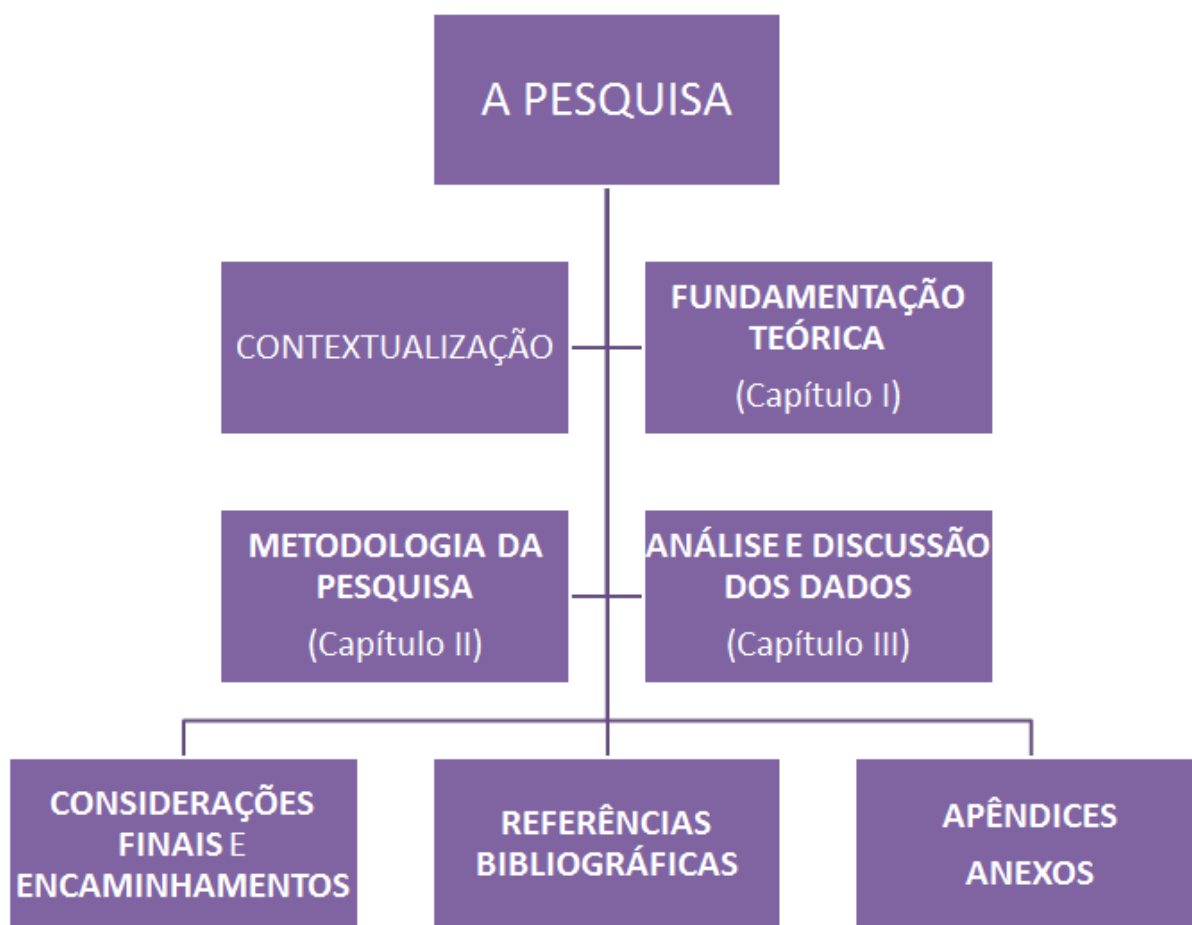 A PESQUISA
CONTEXTUALIZAÇÃO
FUNDAMENTAÇÃO
TEÓRICA
(Capítulo I)
METODOLOGIA DA
PESQUISA
(Capítulo II)
ANÁLISE E DISCUSSÃO
DOS DADOS
(Capítulo III)
CONSIDERAÇÕES
FINAIS E
ENCAMINHAMENTOS
REFERÊNCIAS
BIBLIOGRÁFICAS
APÊNDICES
ANEXOS